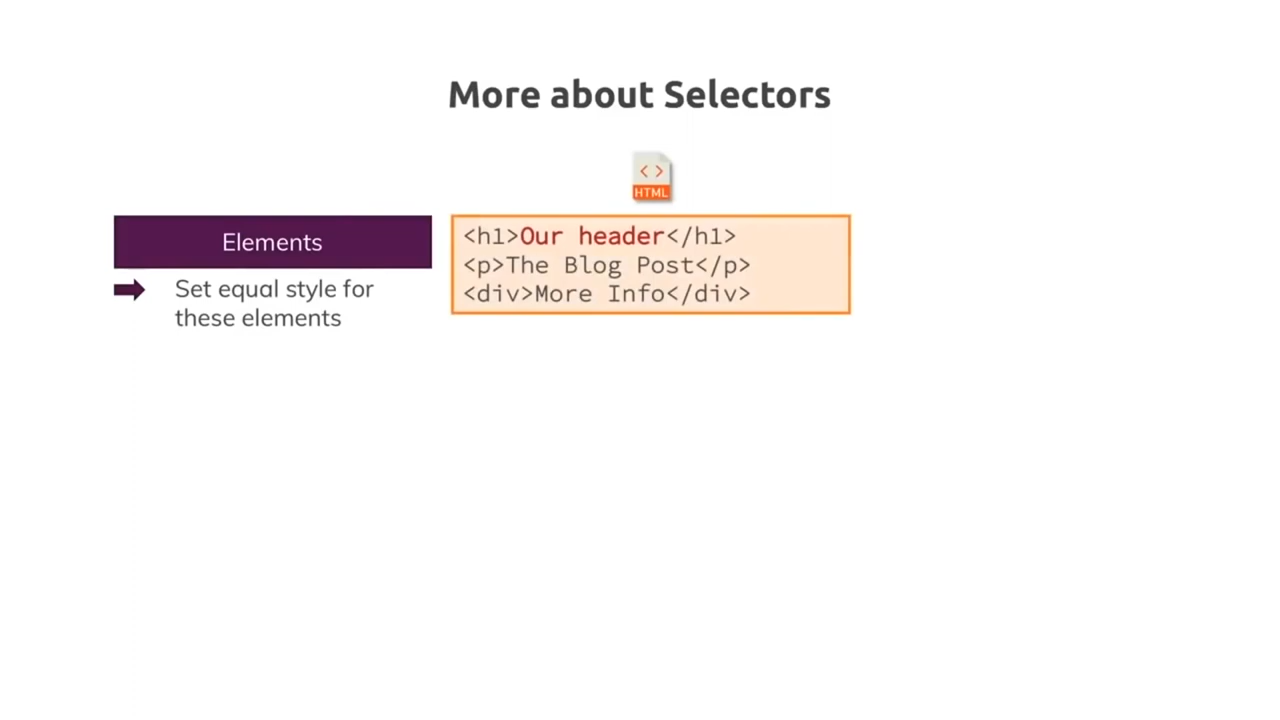 More about Selectors
< >
HTML
Elements
Set equal style for
these elements
<h1>Our header</h1>
<p>The Blog Post</p>
<div>More Info</div>